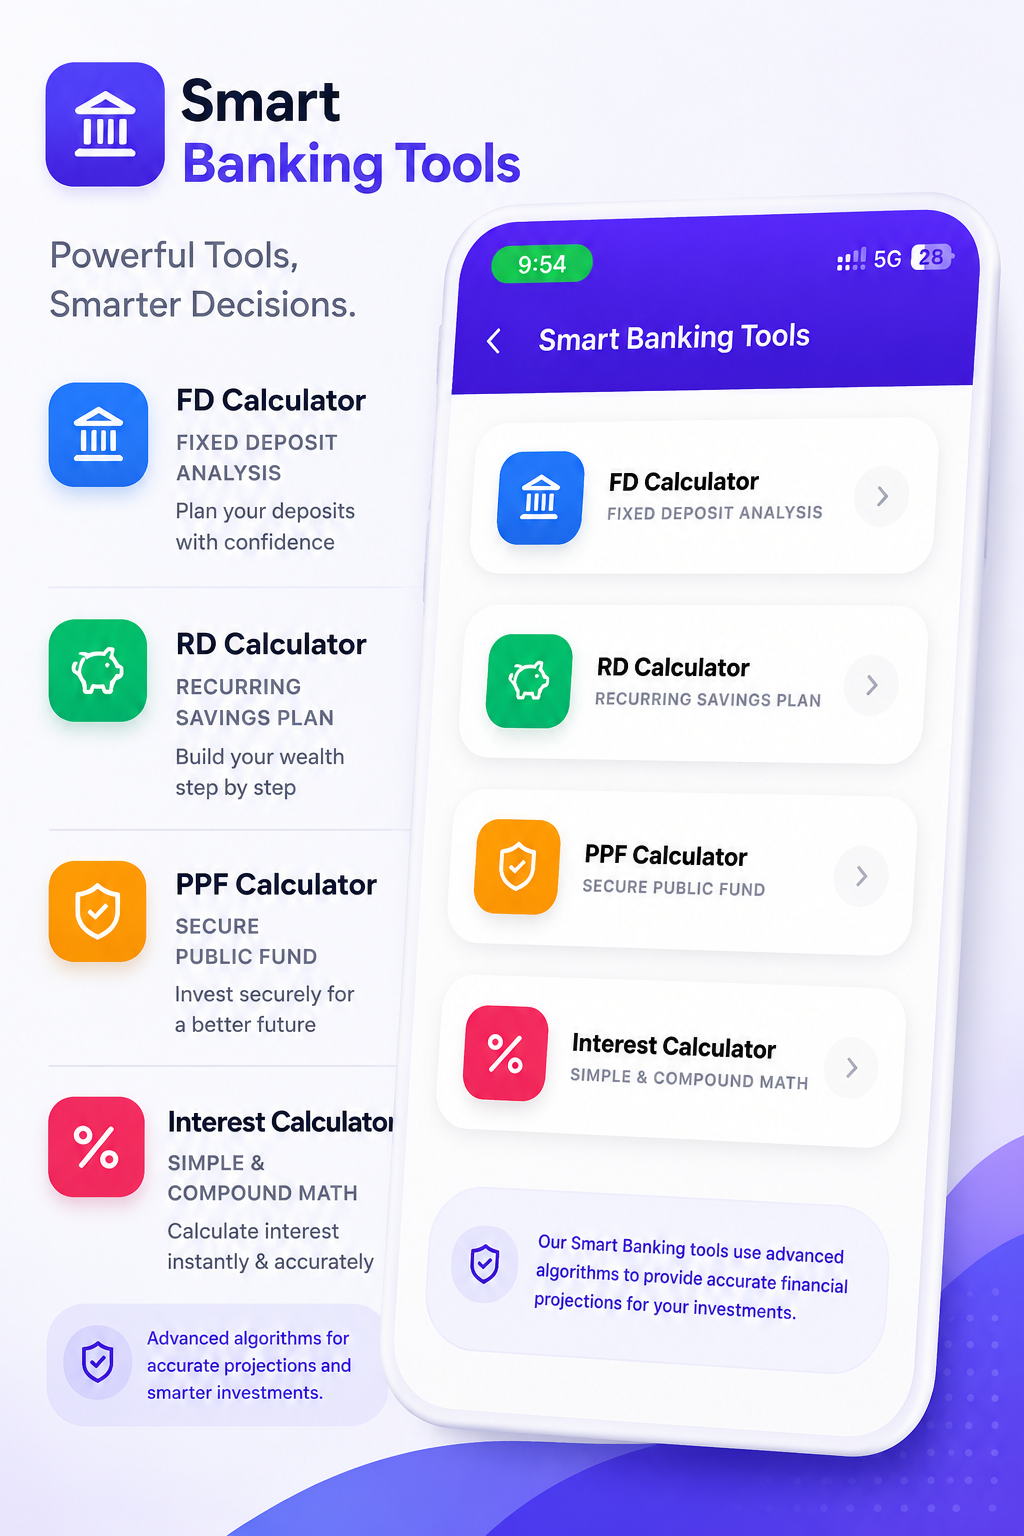 Smart
Banking Tools
Powerful Tools,
Smarter Decisions.
FD Calculator
FIXED DEPOSIT
ANALYSIS
Plan your deposits
with confidence
RD Calculator
RECURRING
SAVINGS PLAN
Build your wealth
step by step
PPF Calculator
SECURE
PUBLIC FUND
Invest securely for
a better future
Interest Calculator
SIMPLE &
COMPOUND MATH
Calculate interest
instantly & accurately
Advanced algorithms for
accurate projections and
smarter investments.
9:54
5G 28
Smart Banking Tools
FD Calculator
FIXED DEPOSIT ANALYSIS
RD Calculator
RECURRING SAVINGS PLAN
PPF Calculator
SECURE PUBLIC FUND
Interest Calculator
SIMPLE & COMPOUND MATH
Our Smart Banking tools use advanced
algorithms to provide accurate financial
projections for your investments.